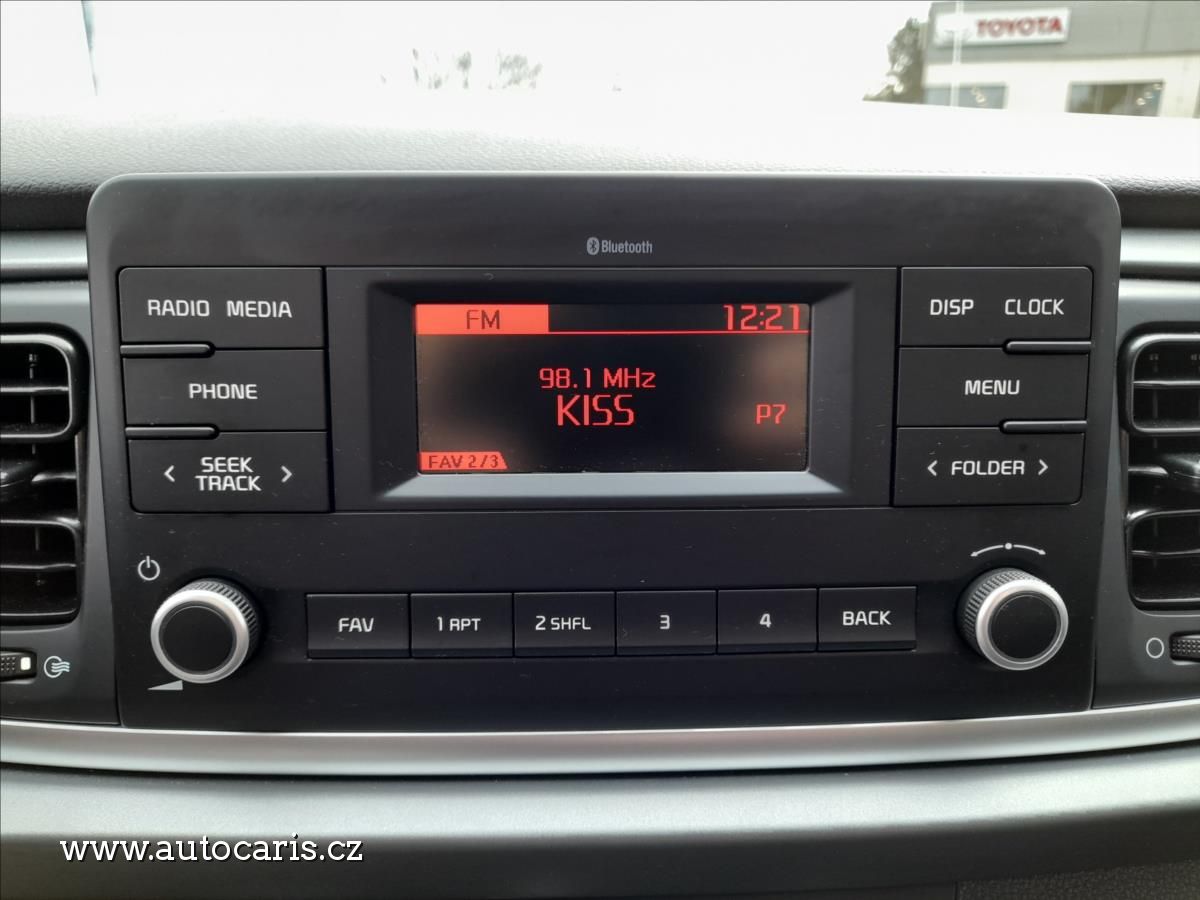 TOYOTA
Bluetooth
RADIO MEDIA
DISP CLOCK
FM 12:21
PHONE
98.1 MHz
KISS
P7
MENU
SEEK
TRACK
FAV 2/3
FOLDER
FAV
1 RPT
2 SHFL
3
4
BACK
www.autocaris.cz